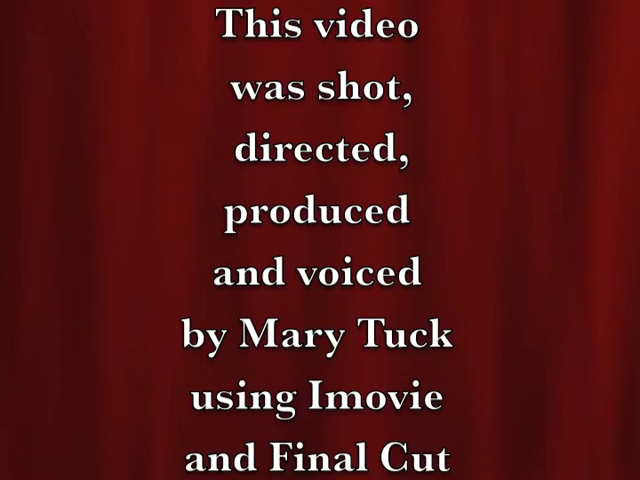 This video
was shot,
directed,
produced
and voiced
by Mary Tuck
using Imovie
and Final Cut